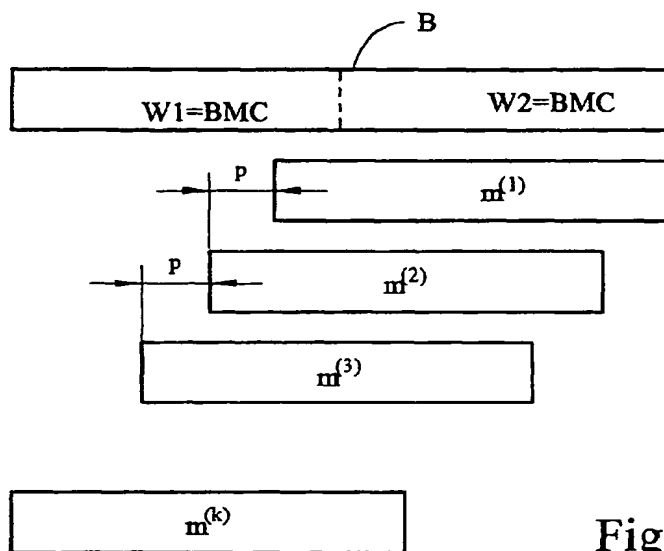 B
W1=BMC W2=BMC
p m(1)
p m(2)
m(3)
m(k)
Fig